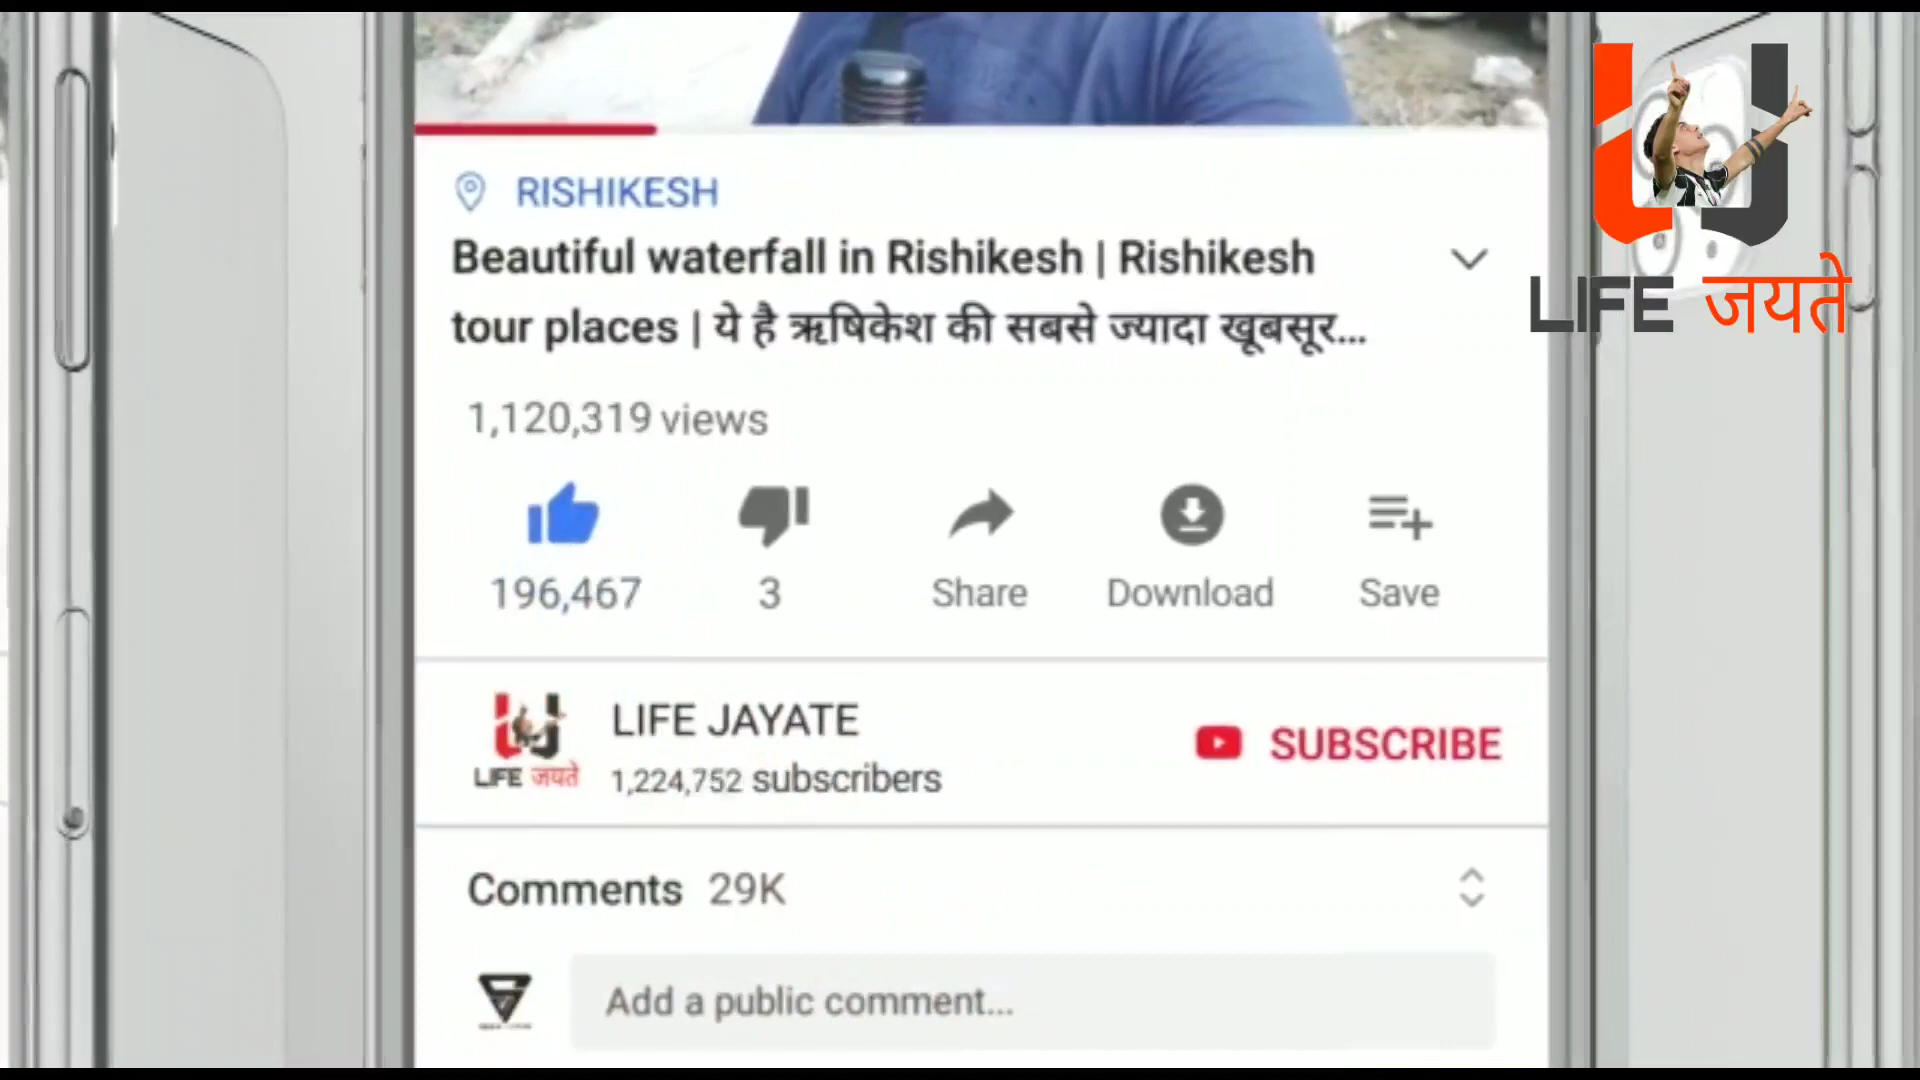 RISHIKESH
Beautiful waterfall in Rishikesh | Rishikesh
tour places | ये है ऋषिकेश की सबसे ज्यादा खूबसूर...
LIFE जयते
1,120,319 views
196,467
3
Share
Download
Save
LIFE JAYATE
1,224,752 subscribers
SUBSCRIBE
LIFE जयते
Comments 29K
Add a public comment...